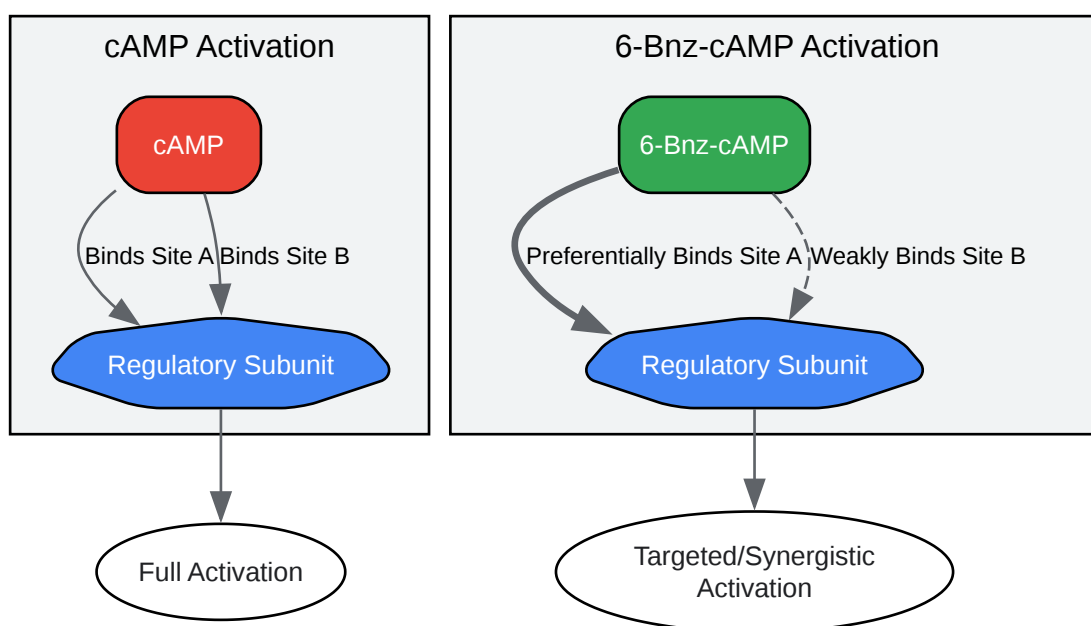 cAMP Activation
cAMP
Binds Site A
Binds Site B
Regulatory Subunit
Full Activation
6-Bnz-cAMP Activation
6-Bnz-cAMP
Preferentially Binds Site A
Weakly Binds Site B
Regulatory Subunit
Targeted/Synergistic
Activation